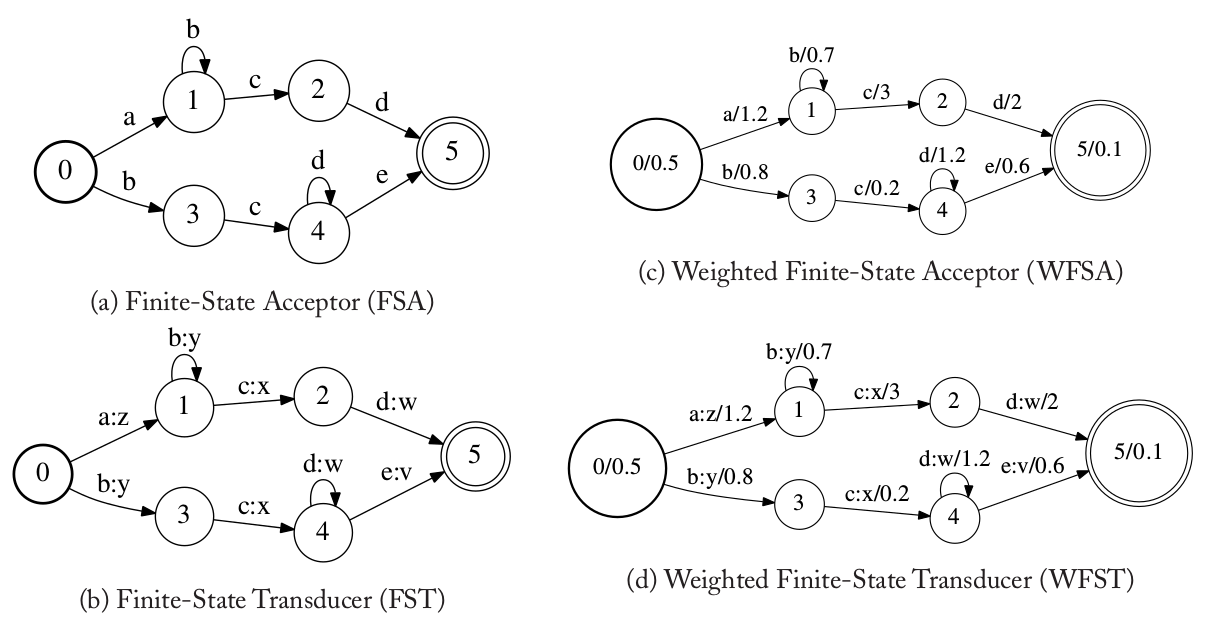 b
c
2
1
d
a
5
0
d
b
e
c
3
4
(a) Finite-State Acceptor (FSA)
b:y
c:x
2
1
d:w
a:z
5
0
d:w
e:v
b:y
c:x
3
4
(b) Finite-State Transducer (FST)
b/0.7
c/3
2
1
d/2
a/1.2
5/0.1
0/0.5
d/1.2
e/0.6
b/0.8
c/0.2
3
4
(c) Weighted Finite-State Acceptor (WFSA)
b:y/0.7
c:x/3
2
1
d:w/2
a:z/1.2
5/0.1
0/0.5
d:w/1.2
e:v/0.6
b:y/0.8
c:x/0.2
3
4
(d) Weighted Finite-State Transducer (WFST)